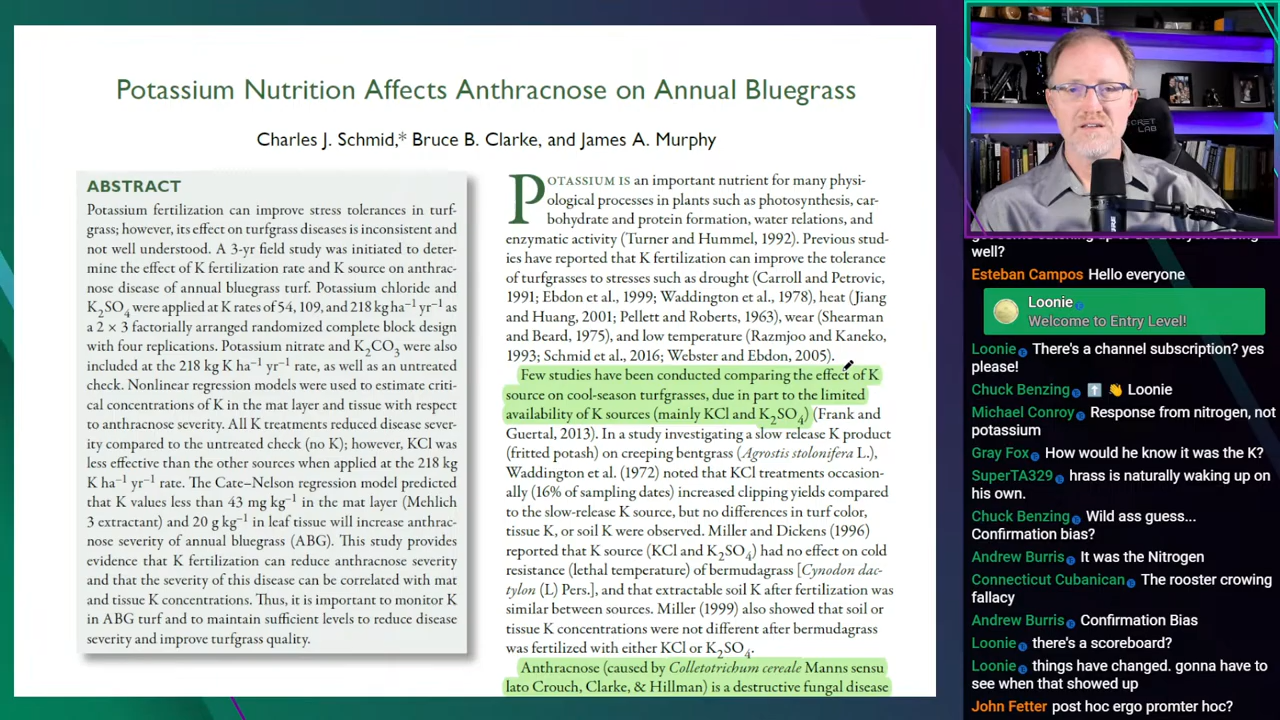 Potassium Nutrition Affects Anthracnose on Annual Bluegrass
Charles J. Schmid,* Bruce B. Clarke, and James A. Murphy
ABSTRACT
Potassium fertilization can improve stress tolerances in turf-
grass; however, its effect on turfgrass diseases is inconsistent and
not well understood. A 3-yr field study was initiated to deter-
mine the effect of K fertilization rate and K source on anthrac-
nose disease of annual bluegrass turf. Potassium chloride and
K₂SO₄ were applied at K rates of 54, 109, and 218 kg ha⁻¹ yr⁻¹ as
a 2 × 3 factorially arranged randomized complete block design
with four replications. Potassium nitrate and K₂CO₃ were also
included at the 218 kg K ha⁻¹ yr⁻¹ rate, as well as an untreated
check. Nonlinear regression models were used to estimate criti-
cal concentrations of K in the mat layer and tissue with respect
to anthracnose severity. All K treatments reduced disease sever-
ity compared to the untreated check (no K); however, KCl was
less effective than the other sources when applied at the 218 kg
K ha⁻¹ yr⁻¹ rate. The Cate–Nelson regression model predicted
that K values less than 43 mg kg⁻¹ in the mat layer (Mehlich
3 extractant) and 20 g kg⁻¹ in leaf tissue will increase anthrac-
nose severity of annual bluegrass (ABG). This study provides
evidence that K fertilization can reduce anthracnose severity
and that the severity of this disease can be correlated with mat
and tissue K concentrations. Thus, it is important to monitor K
in ABG turf and to maintain sufficient levels to reduce disease
severity and improve turfgrass quality.
POTASSIUM IS an important nutrient for many physi-
ological processes in plants such as photosynthesis, car-
bohydrate and protein formation, water relations, and
enzymatic activity (Turner and Hummel, 1992). Previous stud-
ies have reported that K fertilization can improve the tolerance
of turfgrasses to stresses such as drought (Carroll and Petrovic,
1991; Ebdon et al., 1999; Waddington et al., 1978), heat (Jiang
and Huang, 2001; Pellett and Roberts, 1963), wear (Shearman
and Beard, 1975), and low temperature (Razmjoo and Kaneko,
1993; Schmid et al., 2016; Webster and Ebdon, 2005).
Few studies have been conducted comparing the effect of K
source on cool-season turfgrasses, due in part to the limited
availability of K sources (mainly KCl and K₂SO₄) (Frank and
Guertal, 2013). In a study investigating a slow release K product
(fritted potash) on creeping bentgrass (Agrostis stolonifera L.),
Waddington et al. (1972) noted that KCl treatments occasion-
ally (16% of sampling dates) increased clipping yields compared
to the slow-release K source, but no differences in turf color,
tissue K, or soil K were observed. Miller and Dickens (1996)
reported that K source (KCl and K₂SO₄) had no effect on cold
resistance (lethal temperature) of bermudagrass [Cynodon dac-
tylon (L) Pers.], and that extractable soil K after fertilization was
similar between sources. Miller (1999) also showed that soil or
tissue K concentrations were not different after bermudagrass
was fertilized with either KCl or K₂SO₄.
Anthracnose (caused by Colletotrichum cereale Manns sensu
lato Crouch, Clarke, & Hillman) is a destructive fungal disease
SECRET
LAB
well?
Esteban Campos Hello everyone
Loonie
Welcome to Entry Level!
Loonie There's a channel subscription? yes
please!
Chuck Benzing ⬆️ 👋 Loonie
Michael Conroy Response from nitrogen, not
potassium
Gray Fox How would he know it was the K?
SuperTA329 hrass is naturally waking up on
his own.
Chuck Benzing Wild ass guess...
Confirmation bias?
Andrew Burris It was the Nitrogen
Connecticut Cubanican The rooster crowing
fallacy
Andrew Burris Confirmation Bias
Loonie there's a scoreboard?
Loonie things have changed. gonna have to
see when that showed up
John Fetter post hoc ergo promter hoc?